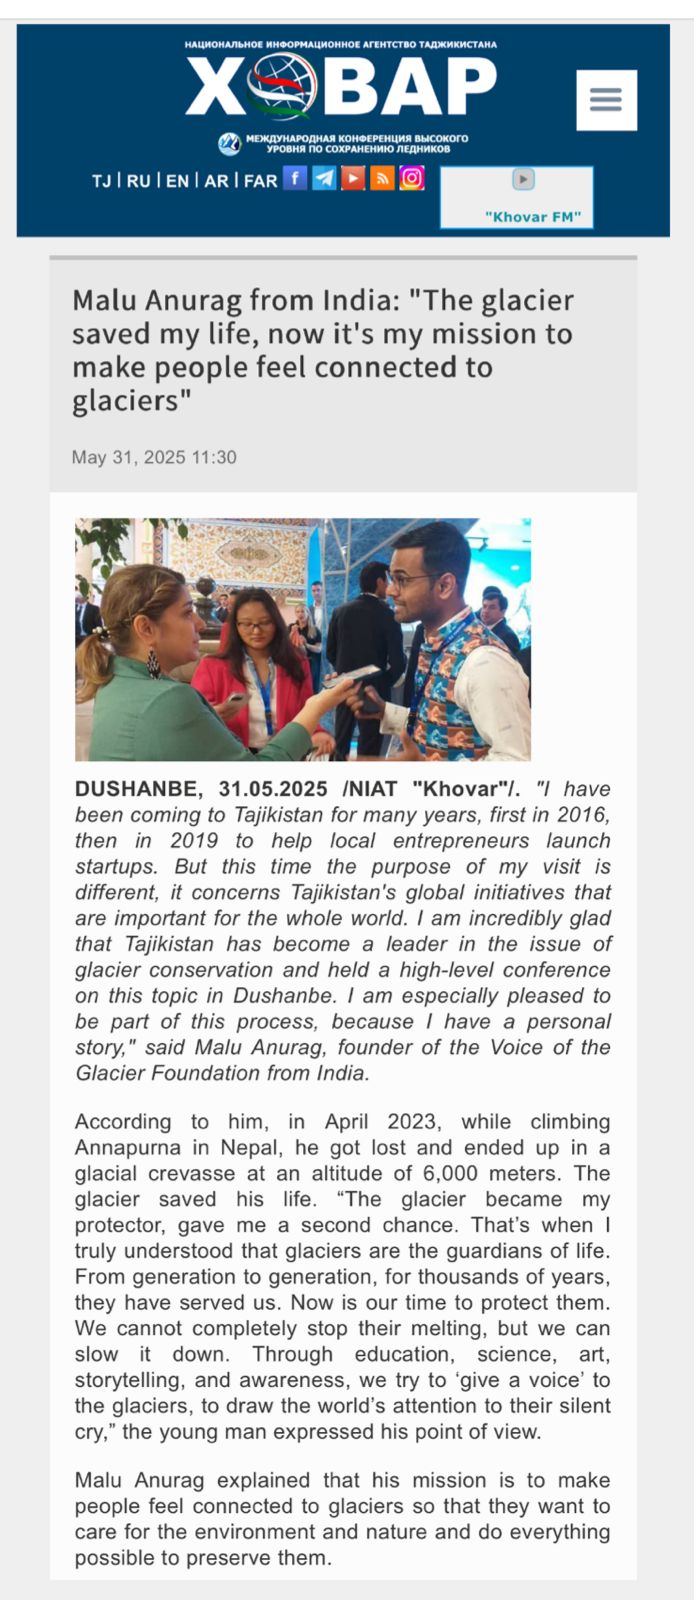 НАЦИОНАЛЬНОЕ ИНФОРМАЦИОННОЕ АГЕНТСТВО ТАДЖИКИСТАНА
ХОВАР
МЕЖДУНАРОДНАЯ КОНФЕРЕНЦИЯ ВЫСОКОГО
УРОВНЯ ПО СОХРАНЕНИЮ ЛЕДНИКОВ
TJ | RU | EN | AR | FAR
"Khovar FM"
Malu Anurag from India: "The glacier
saved my life, now it's my mission to
make people feel connected to
glaciers"
May 31, 2025 11:30
DUSHANBE, 31.05.2025 /NIAT "Khovar"/. "I have
been coming to Tajikistan for many years, first in 2016,
then in 2019 to help local entrepreneurs launch
startups. But this time the purpose of my visit is
different, it concerns Tajikistan's global initiatives that
are important for the whole world. I am incredibly glad
that Tajikistan has become a leader in the issue of
glacier conservation and held a high-level conference
on this topic in Dushanbe. I am especially pleased to
be part of this process, because I have a personal
story," said Malu Anurag, founder of the Voice of the
Glacier Foundation from India.
According to him, in April 2023, while climbing
Annapurna in Nepal, he got lost and ended up in a
glacial crevasse at an altitude of 6,000 meters. The
glacier saved his life. “The glacier became my
protector, gave me a second chance. That’s when I
truly understood that glaciers are the guardians of life.
From generation to generation, for thousands of years,
they have served us. Now is our time to protect them.
We cannot completely stop their melting, but we can
slow it down. Through education, science, art,
storytelling, and awareness, we try to ‘give a voice’ to
the glaciers, to draw the world’s attention to their silent
cry,” the young man expressed his point of view.
Malu Anurag explained that his mission is to make
people feel connected to glaciers so that they want to
care for the environment and nature and do everything
possible to preserve them.